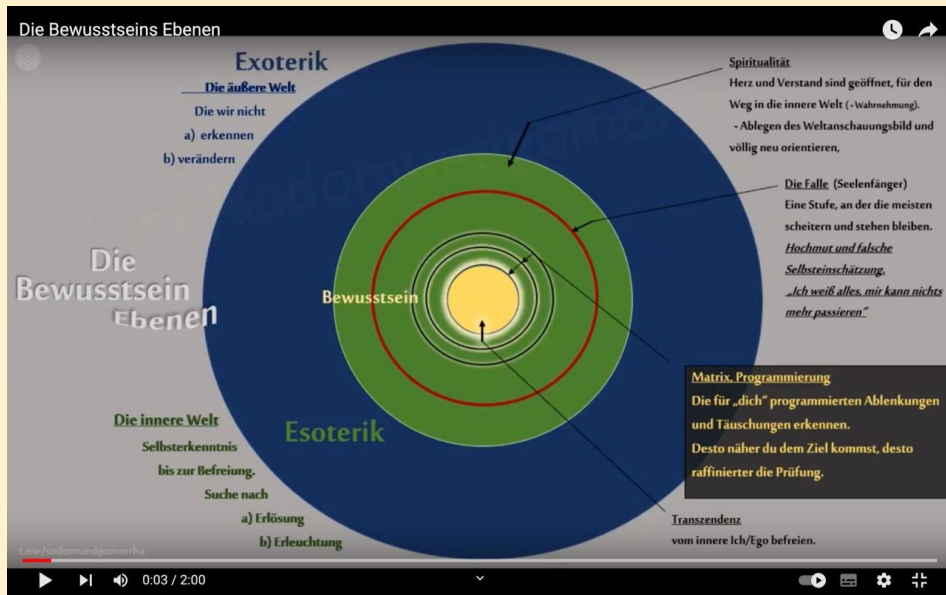 Die Bewusstseins Ebenen
Exoterik
Die äußere Welt
Die wir nicht
a) erkennen
b) verändern
Spiritualität
Herz und Verstand sind geöffnet, für den
Weg in die innere Welt (- Wahrnehmung).
- Ablegen des Weltanschauungsbild und
völlig neu orientieren,
Die Falle (Seelenfänger)
Eine Stufe, an der die meisten
scheitern und stehen bleiben.
Hochmut und falsche
Selbsteinschätzung.
„Ich weiß alles, mir kann nichts
mehr passieren“
Die
Bewusstsein
Ebenen
Bewusstsein
Matrix, Programmierung
Die für „dich“ programmierten Ablenkungen
und Täuschungen erkennen.
Desto näher du dem Ziel kommst, desto
raffinierter die Prüfung.
Die innere Welt
Selbsterkenntnis
bis zur Befreiung.
Suche nach
a) Erlösung
b) Erleuchtung
Esoterik
Transzendenz
vom innere Ich/Ego befreien.
t.me/sodomundgomorrha
0:03 / 2:00